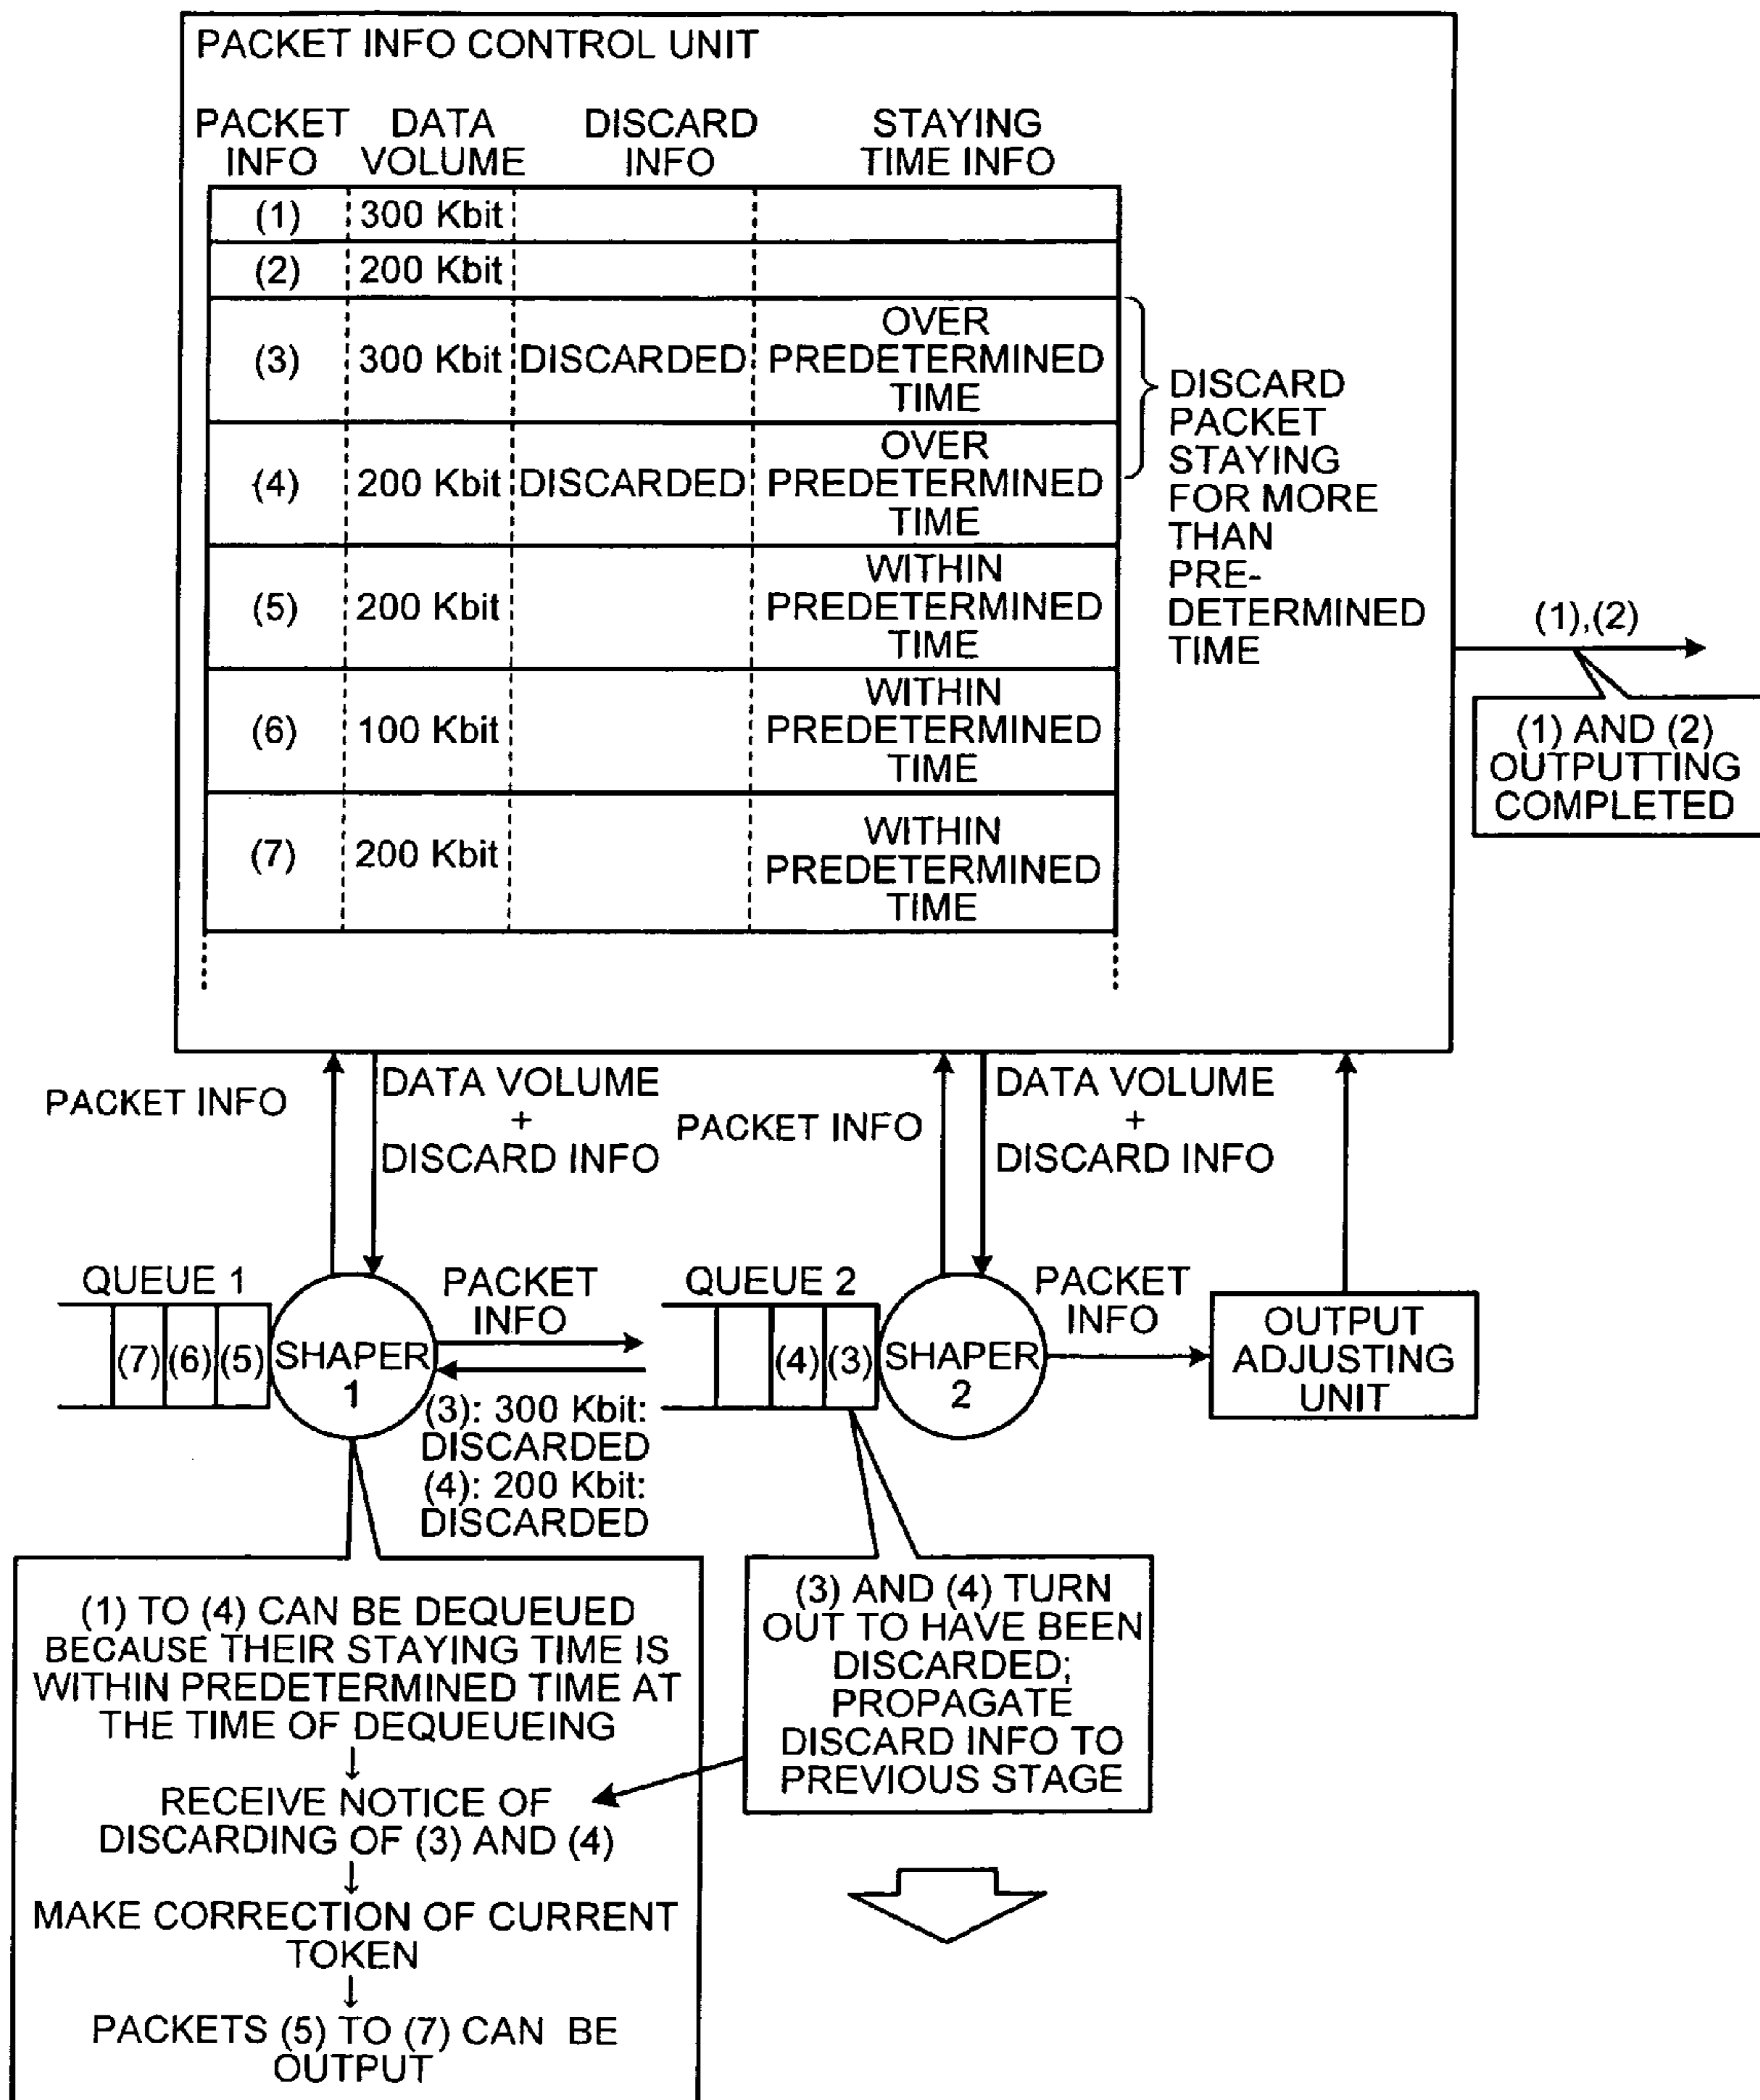 PACKET INFO CONTROL UNIT
PACKET INFO
DATA VOLUME
DISCARD INFO
STAYING TIME INFO
(1) 300 Kbit
(2) 200 Kbit
(3) 300 Kbit DISCARDED OVER PREDETERMINED TIME
(4) 200 Kbit DISCARDED OVER PREDETERMINED TIME
(5) 200 Kbit WITHIN PREDETERMINED TIME
(6) 100 Kbit WITHIN PREDETERMINED TIME
(7) 200 Kbit WITHIN PREDETERMINED TIME
DISCARD
PACKET
STAYING
FOR MORE
THAN
PRE-
DETERMINED
TIME
(1),(2)
(1) AND (2)
OUTPUTTING
COMPLETED
PACKET INFO
DATA VOLUME
+
DISCARD INFO
PACKET INFO
DATA VOLUME
+
DISCARD INFO
QUEUE 1
(7) (6) (5)
SHAPER
1
PACKET
INFO
(3): 300 Kbit:
DISCARDED
(4): 200 Kbit:
DISCARDED
QUEUE 2
(4) (3)
SHAPER
2
PACKET
INFO
OUTPUT
ADJUSTING
UNIT
(1) TO (4) CAN BE DEQUEUED
BECAUSE THEIR STAYING TIME IS
WITHIN PREDETERMINED TIME AT
THE TIME OF DEQUEUEING
↓
RECEIVE NOTICE OF
DISCARDING OF (3) AND (4)
↓
MAKE CORRECTION OF CURRENT
TOKEN
↓
PACKETS (5) TO (7) CAN BE
OUTPUT
(3) AND (4) TURN
OUT TO HAVE BEEN
DISCARDED;
PROPAGATE
DISCARD INFO TO
PREVIOUS STAGE